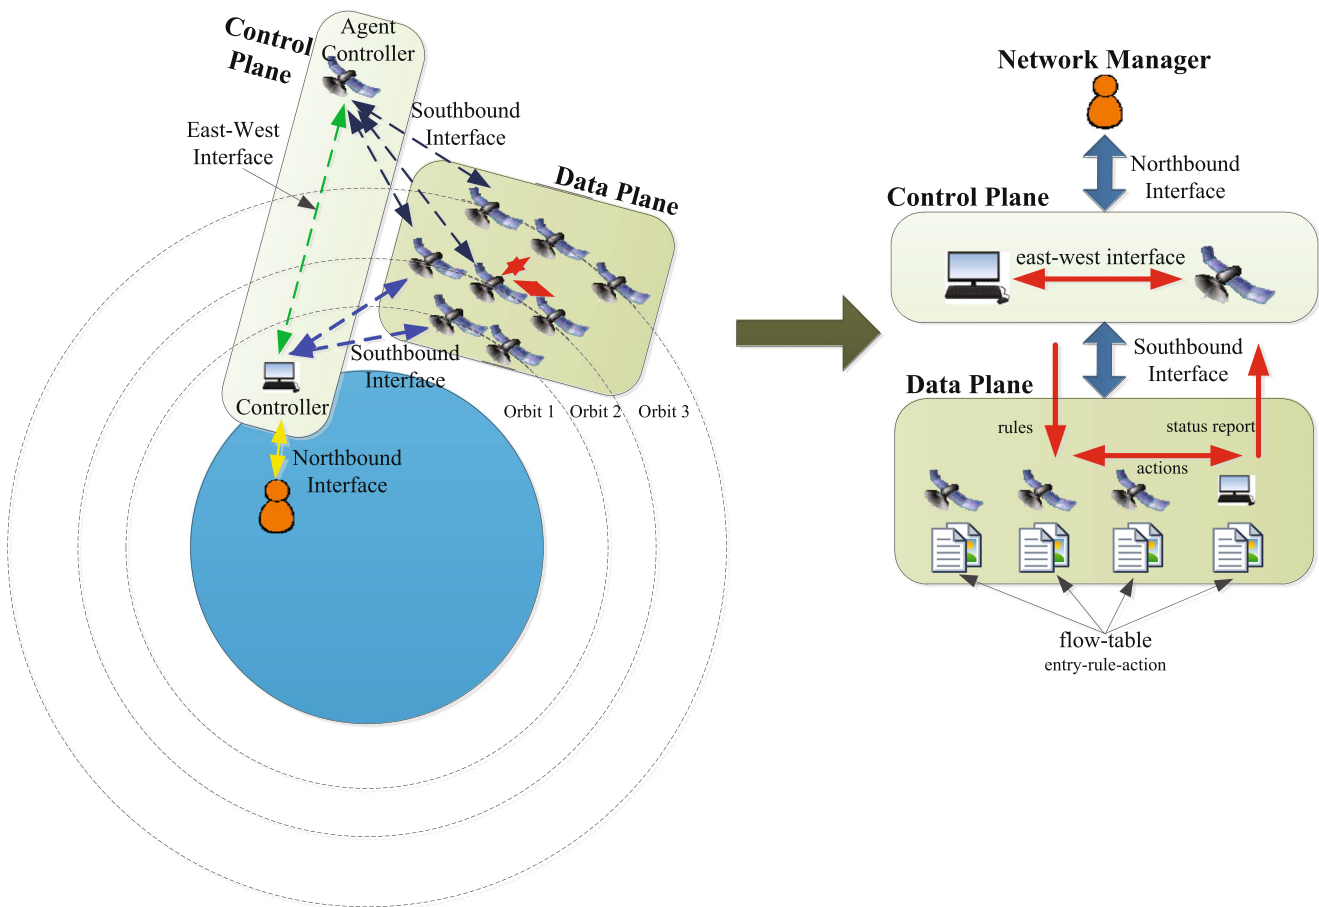 Control
Plane
Agent
Controller
East-West
Interface
Southbound
Interface
Data Plane
Southbound
Interface
Controller
Orbit 1
Orbit 2
Orbit 3
Northbound
Interface
Network Manager
Northbound
Interface
Control Plane
east-west interface
Southbound
Interface
Data Plane
rules
status report
actions
flow-table
entry-rule-action